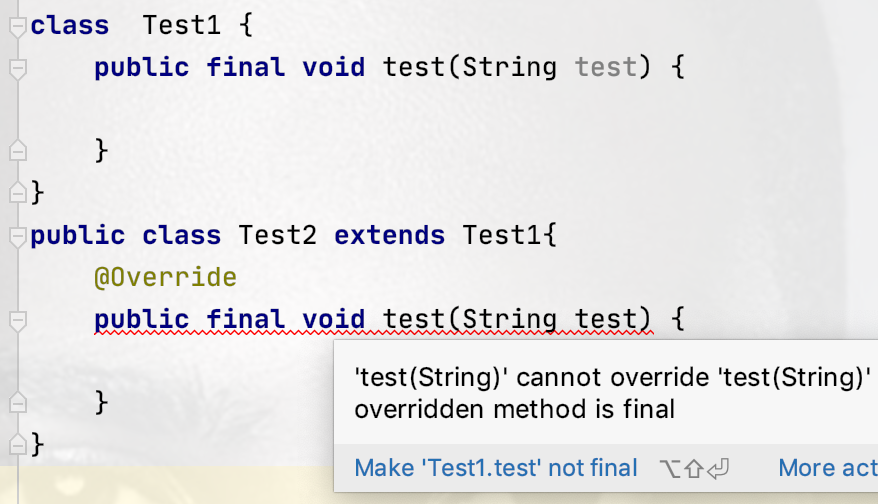 class  Test1 {
    public final void test(String test) {
    }
}
public class Test2 extends Test1{
    @Override
    public final void test(String test) {
'test(String)' cannot override 'test(String)'
overridden method is final
    }
Make 'Test1.test' not final ⌥⇧⏎ More act
}